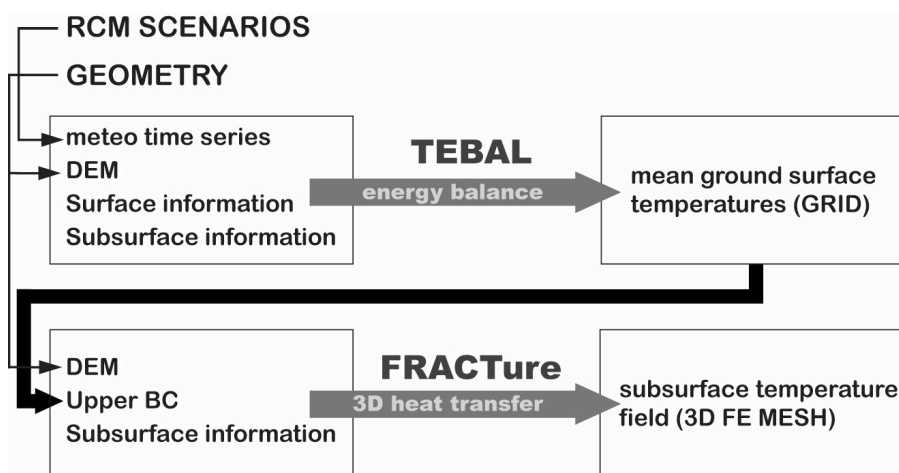 RCM SCENARIOS
GEOMETRY
meteo time series
DEM
Surface information
Subsurface information
TEBAL
energy balance
mean ground surface
temperatures (GRID)
DEM
Upper BC
Subsurface information
FRACTure
3D heat transfer
subsurface temperature
field (3D FE MESH)